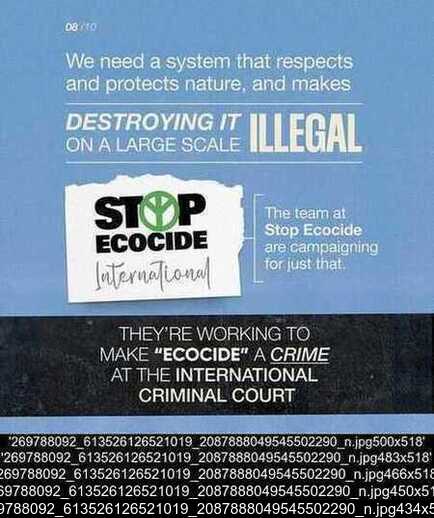 08 /10
We need a system that respects
and protects nature, and makes
DESTROYING IT
ON A LARGE SCALE ILLEGAL
STOP
ECOCIDE
International
The team at
Stop Ecocide
are campaigning
for just that.
THEY'RE WORKING TO
MAKE "ECOCIDE" A CRIME
AT THE INTERNATIONAL
CRIMINAL COURT
'269788092_613526126521019_2087888049545502290_n.jpg500x518'
'269788092_613526126521019_2087888049545502290_n.jpg483x518'
269788092_613526126521019_2087888049545502290_n.jpg466x518
69788092_613526126521019_2087888049545502290_n.jpg450x51
9788092_613526126521019_2087888049545502290_n.jpg434x5